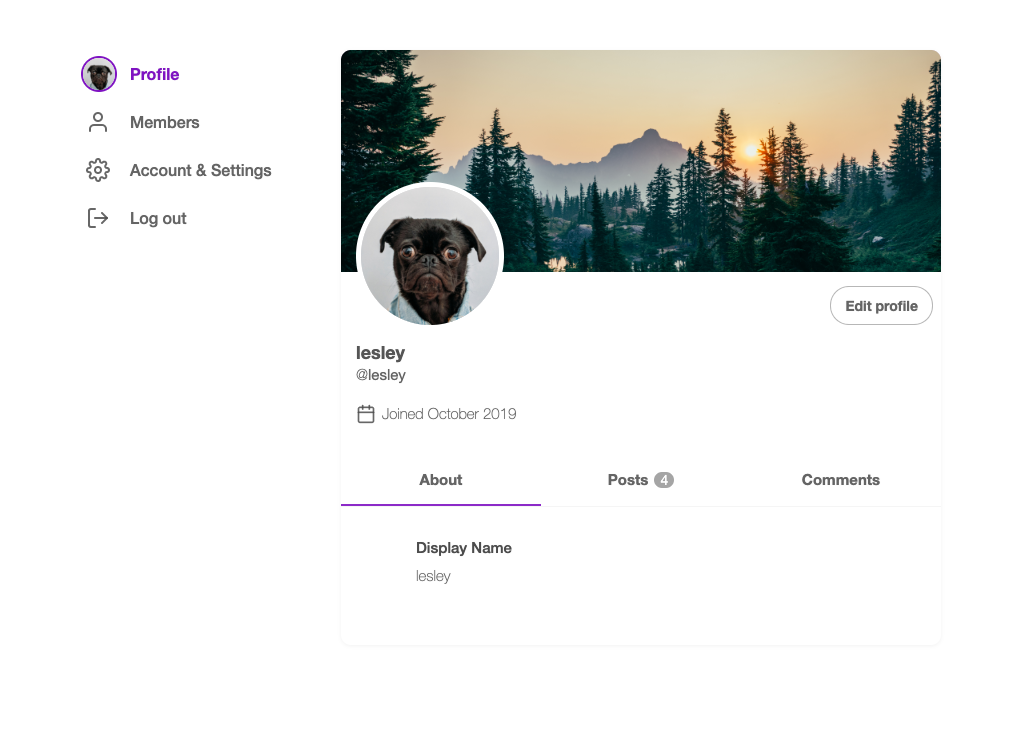 Profile
Members
Account & Settings
Log out
Edit profile
lesley
@lesley
Joined October 2019
About
Posts 4
Comments
Display Name
lesley